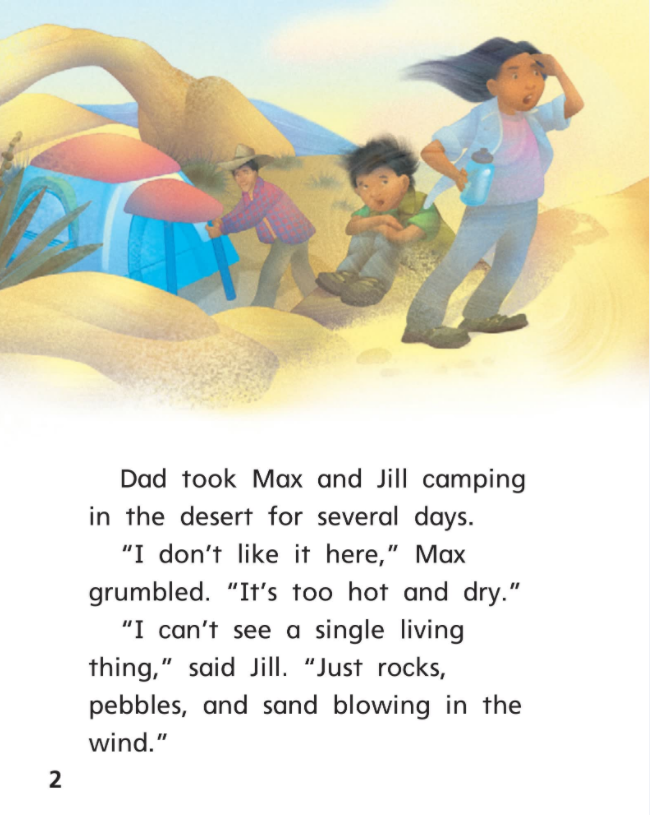 Dad took Max and Jill camping
in the desert for several days.
“I don’t like it here,” Max
grumbled. “It’s too hot and dry.”
“I can’t see a single living
thing,” said Jill. “Just rocks,
pebbles, and sand blowing in the
wind.”
2